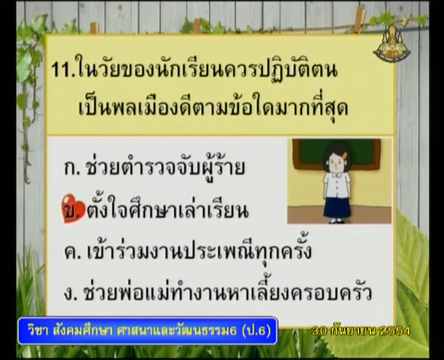 11.ในวัยของนักเรียนควรปฏิบัติตน
เป็นพลเมืองดีตามข้อใดมากที่สุด
ก. ช่วยตำรวจจับผู้ร้าย
ข. ตั้งใจศึกษาเล่าเรียน
ค. เข้าร่วมงานประเพณีทุกครั้ง
ง. ช่วยพ่อแม่ทำงานหาเลี้ยงครอบครัว
วิชา สังคมศึกษา ศาสนาและวัฒนธรรม6 (ป.6)
30 กันยายน 2554